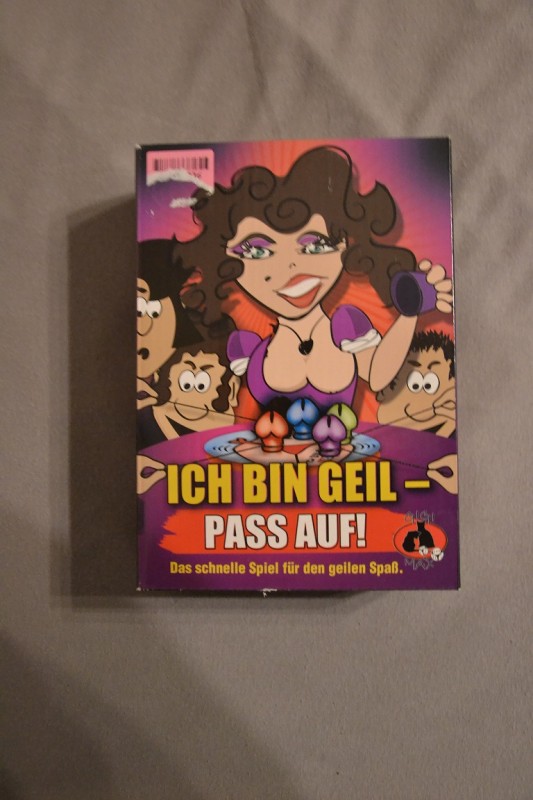 ICH BIN GEIL –
PASS AUF!
Das schnelle Spiel für den geilen Spaß.